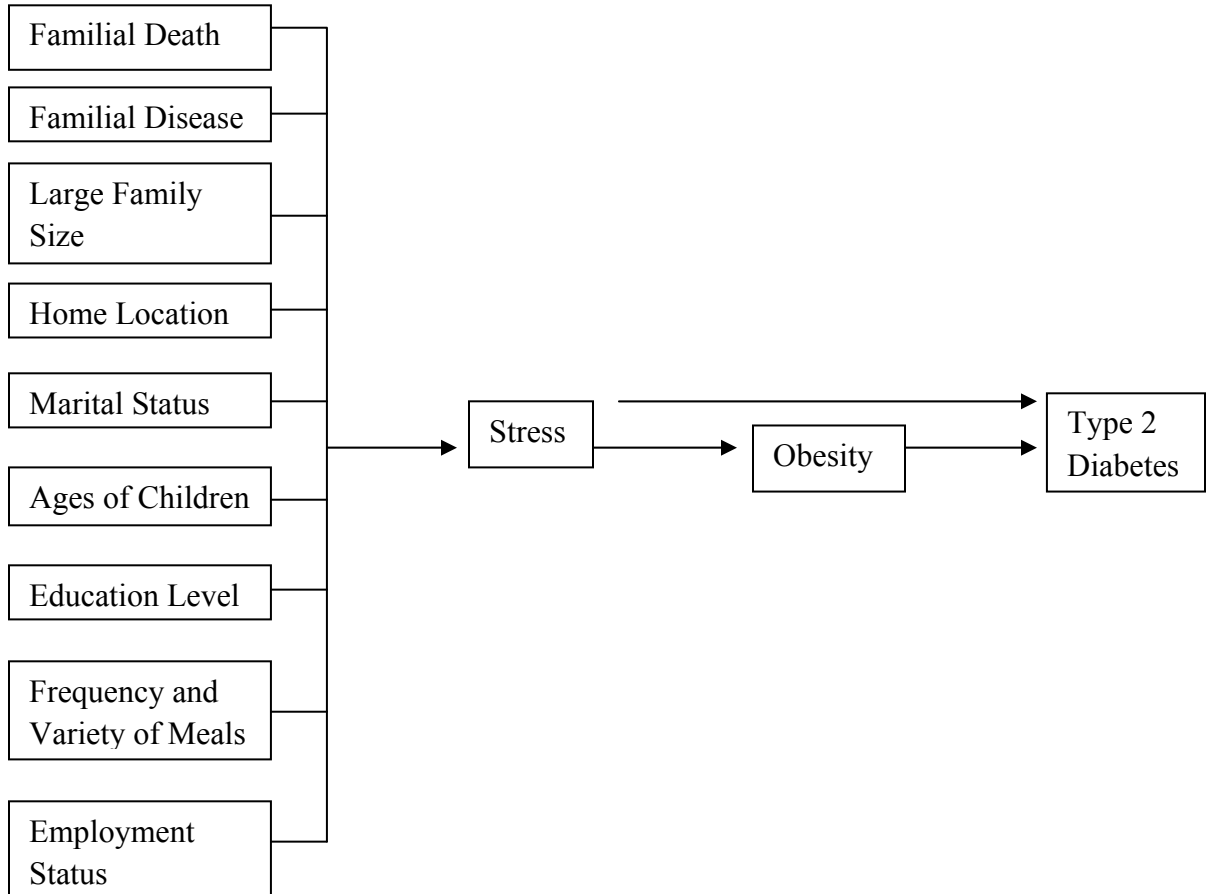 Familial Death
Familial Disease
Large Family
Size
Home Location
Marital Status
Ages of Children
Education Level
Frequency and
Variety of Meals
Employment
Status
Stress
Obesity
Type 2
Diabetes